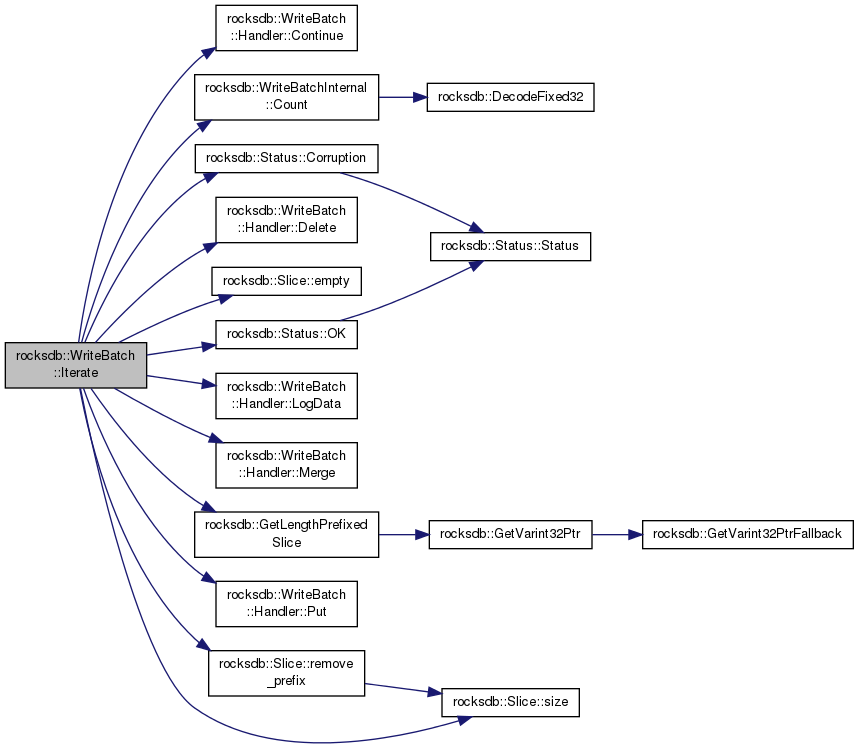 rocksdb::WriteBatch
::Handler::Continue
rocksdb::WriteBatchInternal
::Count
rocksdb::DecodeFixed32
rocksdb::Status::Corruption
rocksdb::WriteBatch
::Handler::Delete
rocksdb::Status::Status
rocksdb::Slice::empty
rocksdb::Status::OK
rocksdb::WriteBatch
::Iterate
rocksdb::WriteBatch
::Handler::LogData
rocksdb::WriteBatch
::Handler::Merge
rocksdb::GetLengthPrefixed
Slice
rocksdb::GetVarint32Ptr
rocksdb::GetVarint32PtrFallback
rocksdb::WriteBatch
::Handler::Put
rocksdb::Slice::remove
_prefix
rocksdb::Slice::size